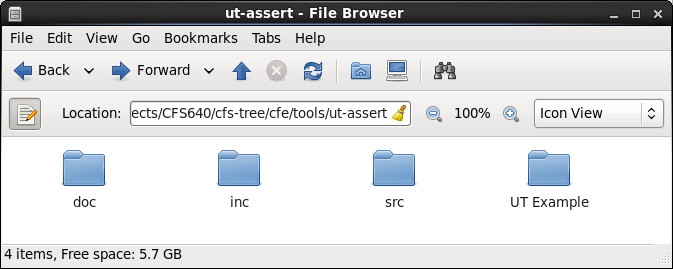 ut-assert - File Browser
File Edit View Go Bookmarks Tabs Help
Back Forward
Location: ects/CFS640/cfs-tree/cfe/tools/ut-assert 100% Icon View
doc inc src UT Example
4 items, Free space: 5.7 GB